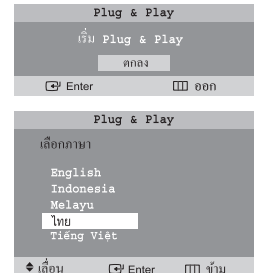 Plug & Play
เริ่ม Plug & Play
ตกลง
Enter ออก
Plug & Play
เลือกภาษา
English
Indonesia
Melayu
ไทย
Tiếng Việt
เลื่อน Enter ข้าม